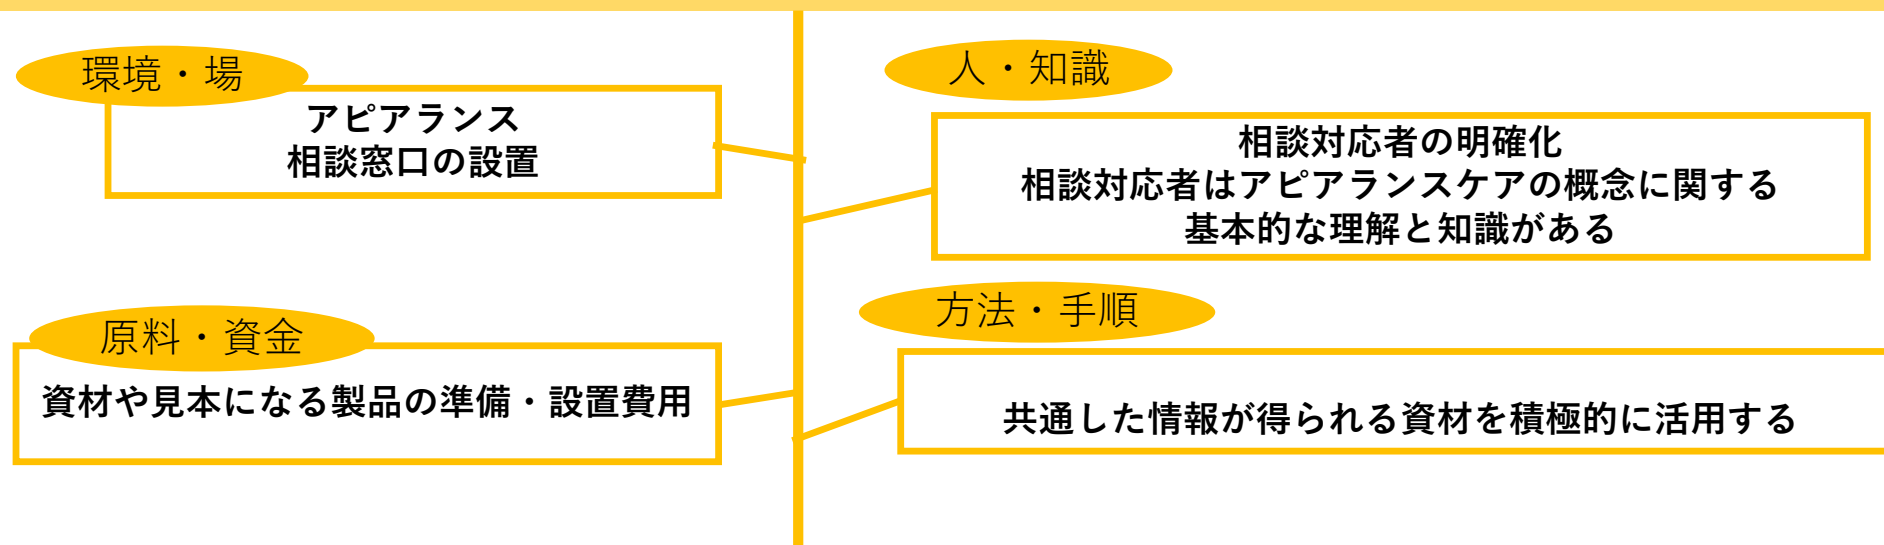 環境・場
アピアランス
相談窓口の設置
人・知識
相談対応者の明確化
相談対応者はアピアランスケアの概念に関する
基本的な理解と知識がある
原料・資金
資材や見本になる製品の準備・設置費用
方法・手順
共通した情報が得られる資材を積極的に活用する